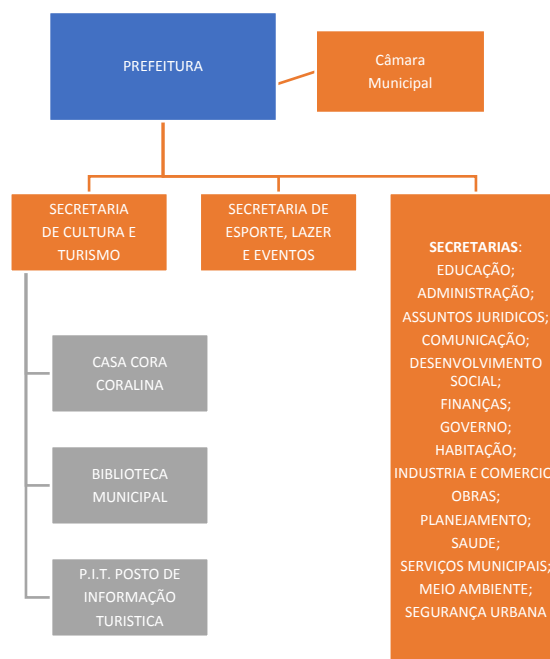 PREFEITURA
Câmara
Municipal
SECRETARIA
DE CULTURA E
TURISMO
SECRETARIA DE
ESPORTE, LAZER
E EVENTOS
SECRETARIAS:
EDUCAÇÃO;
ADMINISTRAÇÃO;
ASSUNTOS JURIDICOS;
COMUNICAÇÃO;
DESENVOLVIMENTO
SOCIAL;
FINANÇAS;
GOVERNO;
HABITAÇÃO;
INDUSTRIA E COMERCIO
OBRAS;
PLANEJAMENTO;
SAUDE;
SERVIÇOS MUNICIPAIS;
MEIO AMBIENTE;
SEGURANÇA URBANA
CASA CORA
CORALINA
BIBLIOTECA
MUNICIPAL
P.I.T. POSTO DE
INFORMAÇÃO
TURISTICA